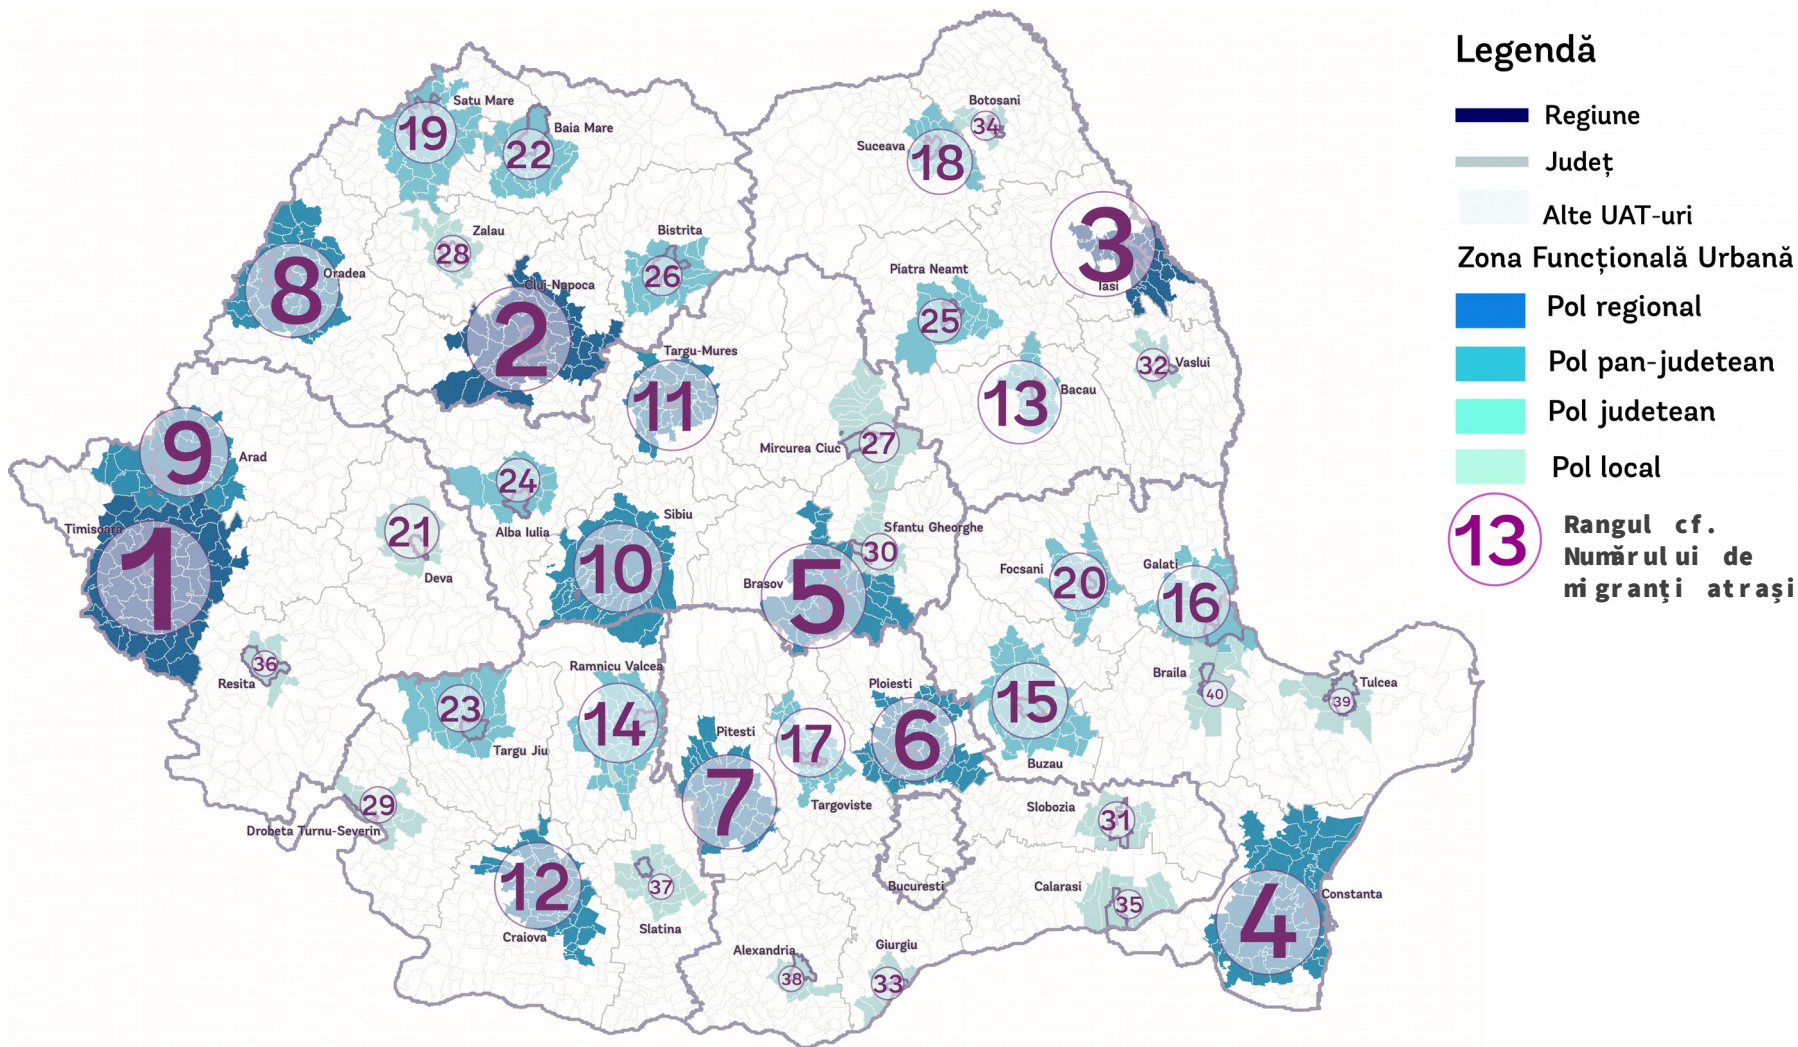 Satu Mare
19
Baia Mare
22
Botosani
34
Suceava
18
Zalau
28
Bistrita
26
Oradea
8
Cluj-Napoca
2
3
Iasi
Piatra Neamt
25
Vaslui
32
Targu-Mures
11
Bacau
13
Mircurea Ciuc
27
9
Arad
24
Alba Iulia
21
Deva
Timisoara
1
Sibiu
10
Sfantu Gheorghe
30
Brasov
5
Focsani
20
Galati
16
Resita
36
Targu Jiu
23
Ramnicu Valcea
14
Pitesti
7
17
Targoviste
Ploiesti
6
15
Buzau
Braila
40
Tulcea
39
29
Drobeta Turnu-Severin
12
Craiova
37
Slatina
Bucuresti
Slobozia
31
Calarasi
35
Constanta
4
Alexandria
38
Giurgiu
33
Legendă
Regiune
Județ
Alte UAT-uri
Zona Funcțională Urbană
Pol regional
Pol pan-judetean
Pol judetean
Pol local
13
Rangul cf.
Numărului de
migranți atrași